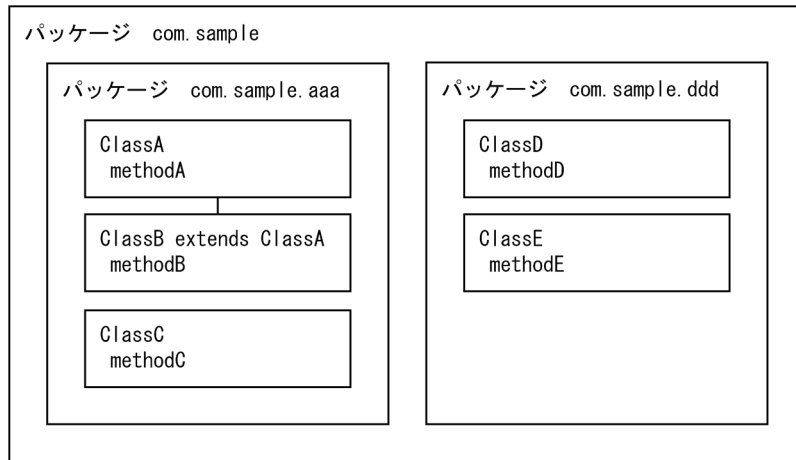 パッケージ com.sample
パッケージ com.sample.aaa
ClassA
methodA
ClassB extends ClassA
methodB
ClassC
methodC
パッケージ com.sample.ddd
ClassD
methodD
ClassE
methodE